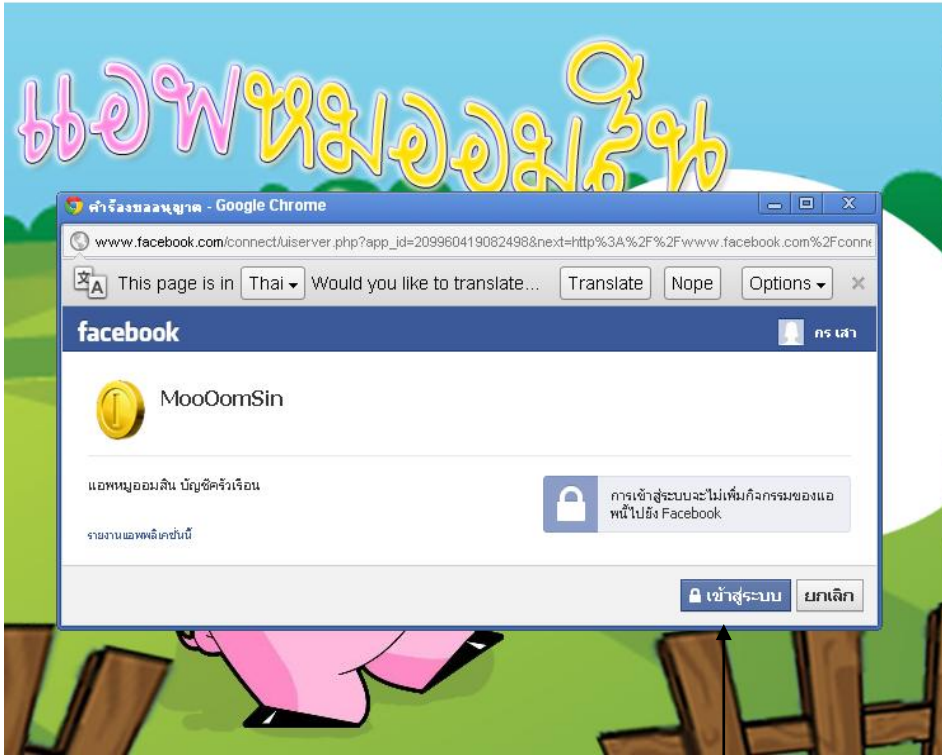 แอพหมูออมสิน
คำร้องขออนุญาต - Google Chrome
www.facebook.com/connect/uiserver.php?app_id=209960419082498&next=http%3A%2F%2Fwww.facebook.com%2Fconne
This page is in Thai Would you like to translate... Translate Nope Options
facebook กร เสา
MooOomSin
แอพหมูออมสิน บัญชีครัวเรือน
การเข้าสู่ระบบจะไม่เพิ่มกิจกรรมของแอ
พนี้ไปยัง Facebook
รายงานแอพพลิเคชั่นนี้
เข้าสู่ระบบ ยกเลิก